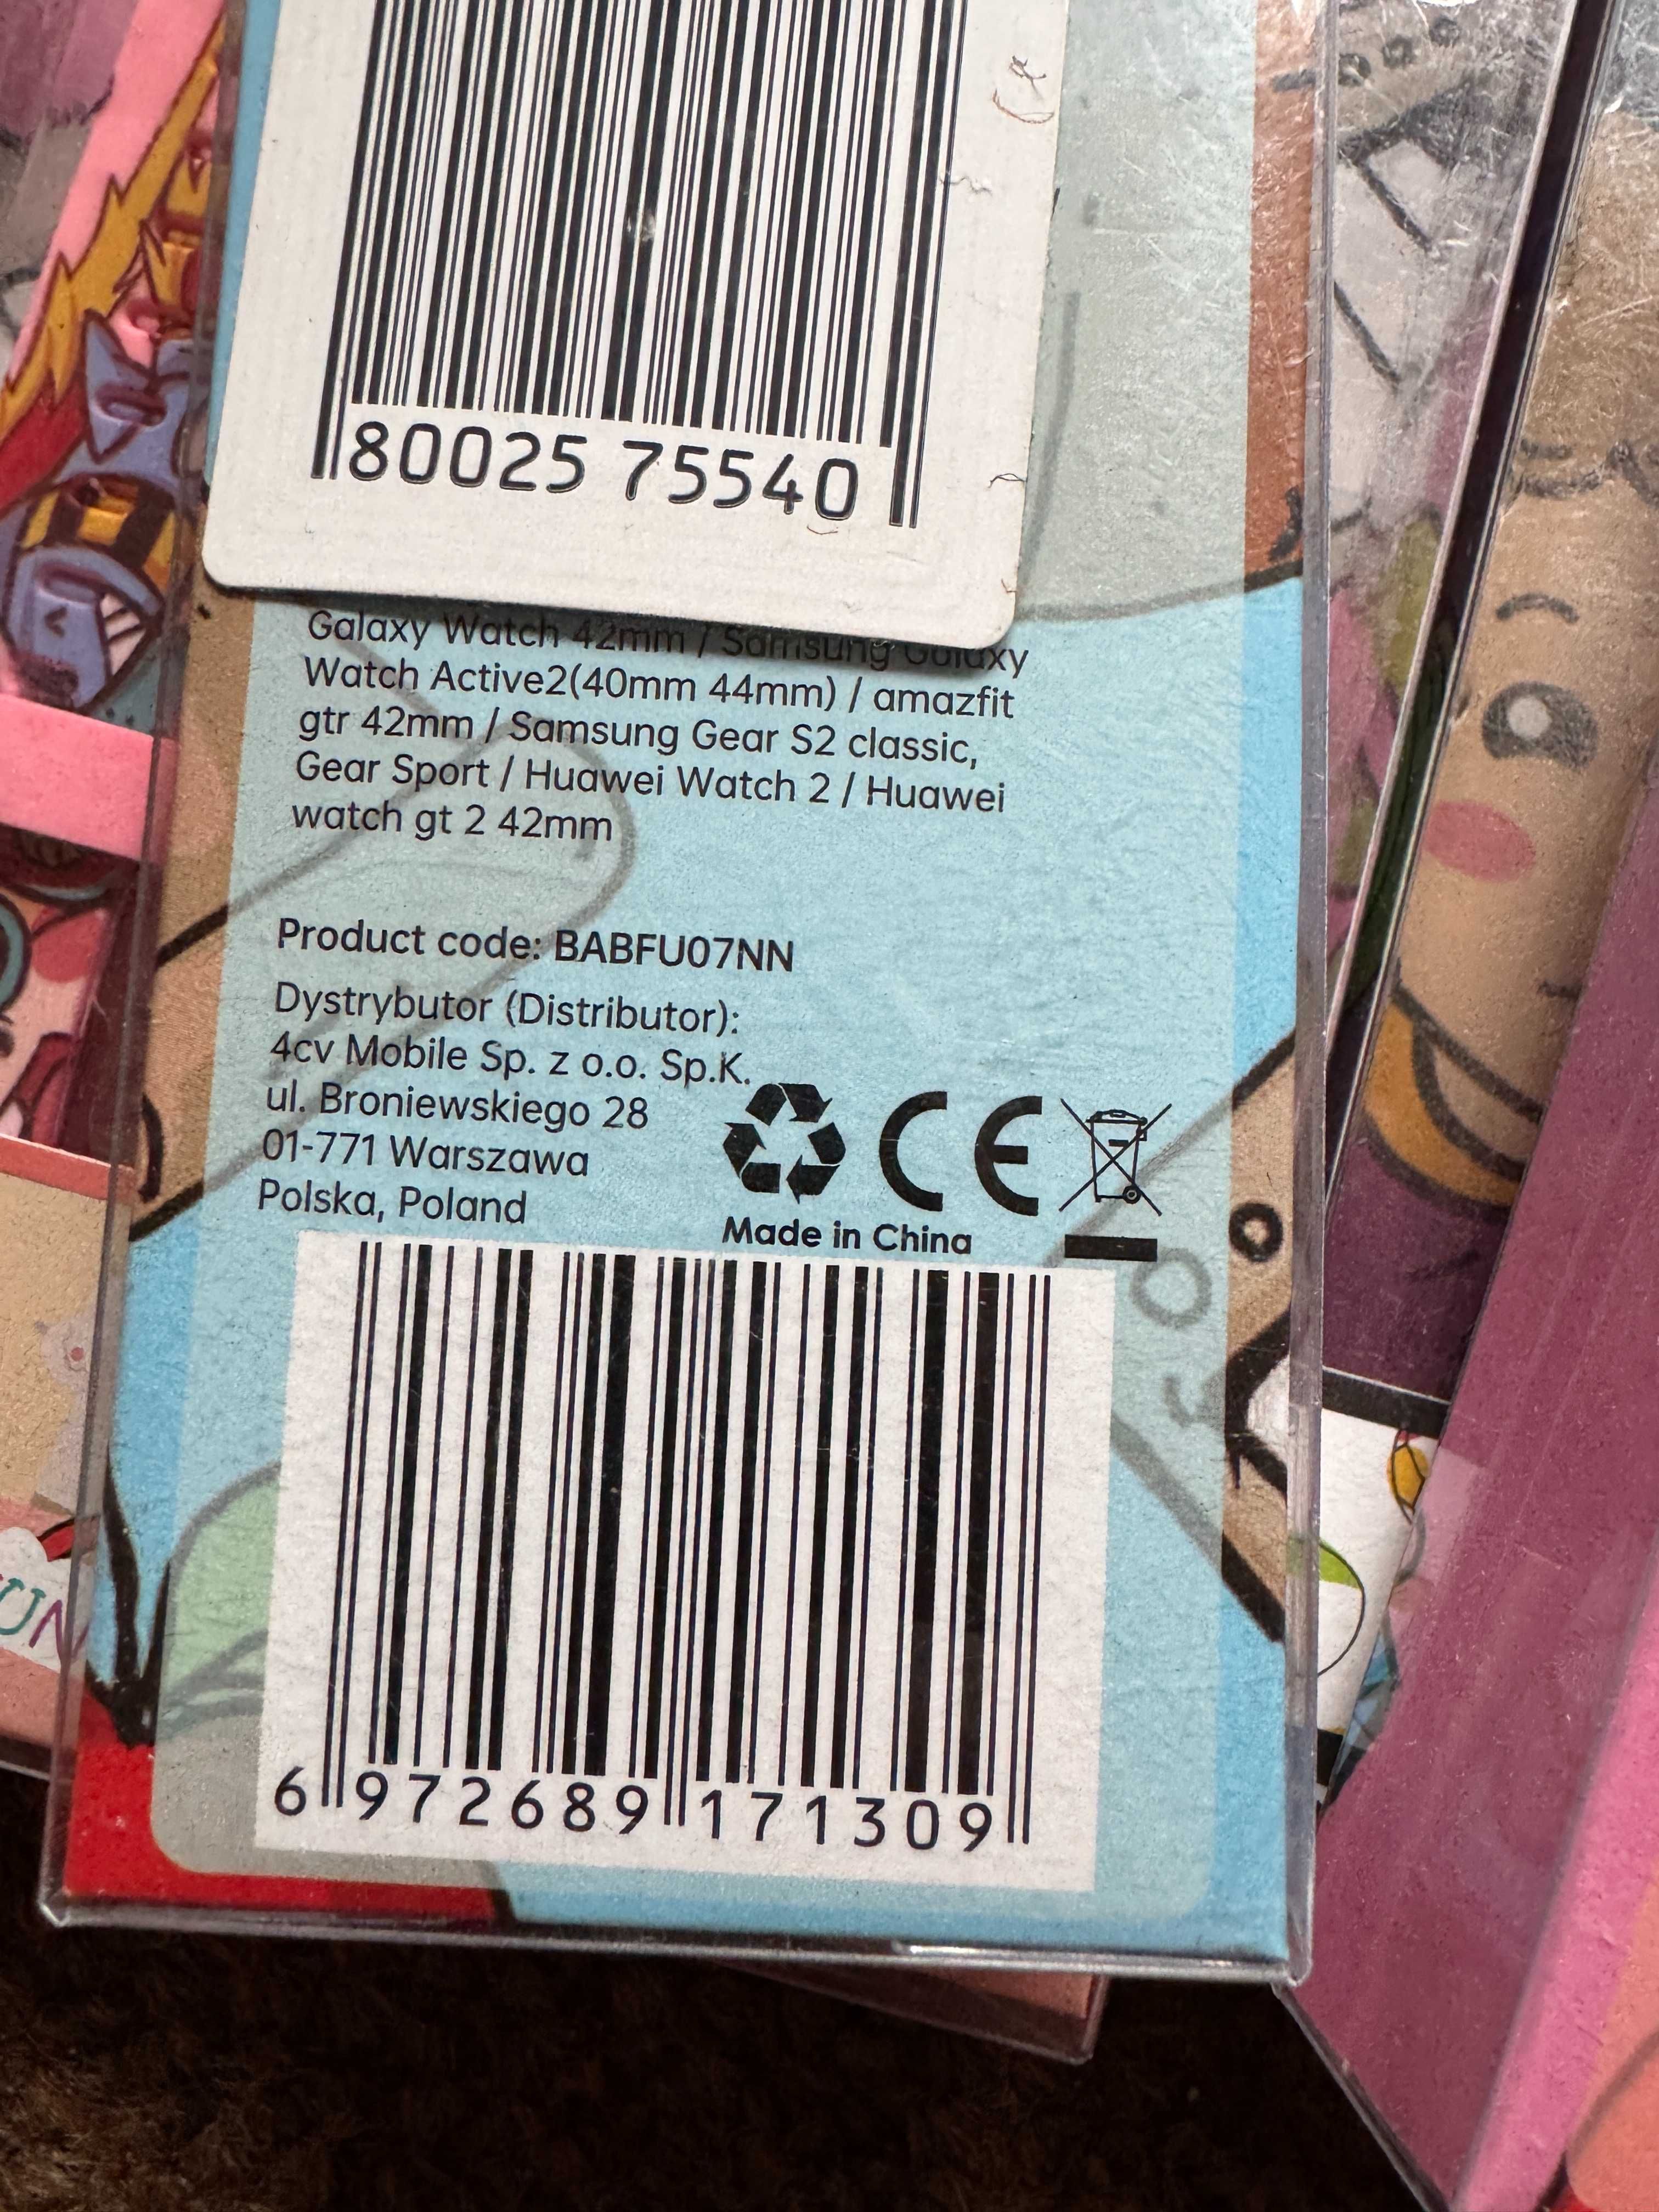 80025 75540
Galaxy Watch 42mm / Samsung Galaxy
Watch Active2(40mm 44mm) / amazfit
gtr 42mm / Samsung Gear S2 classic,
Gear Sport / Huawei Watch 2 / Huawei
watch gt 2 42mm
Product code: BABFU07NN
Dystrybutor (Distributor):
4cv Mobile Sp. z o.o. Sp.K.
ul. Broniewskiego 28
01-771 Warszawa
Polska, Poland
CE
Made in China
6 972689 171309
UN